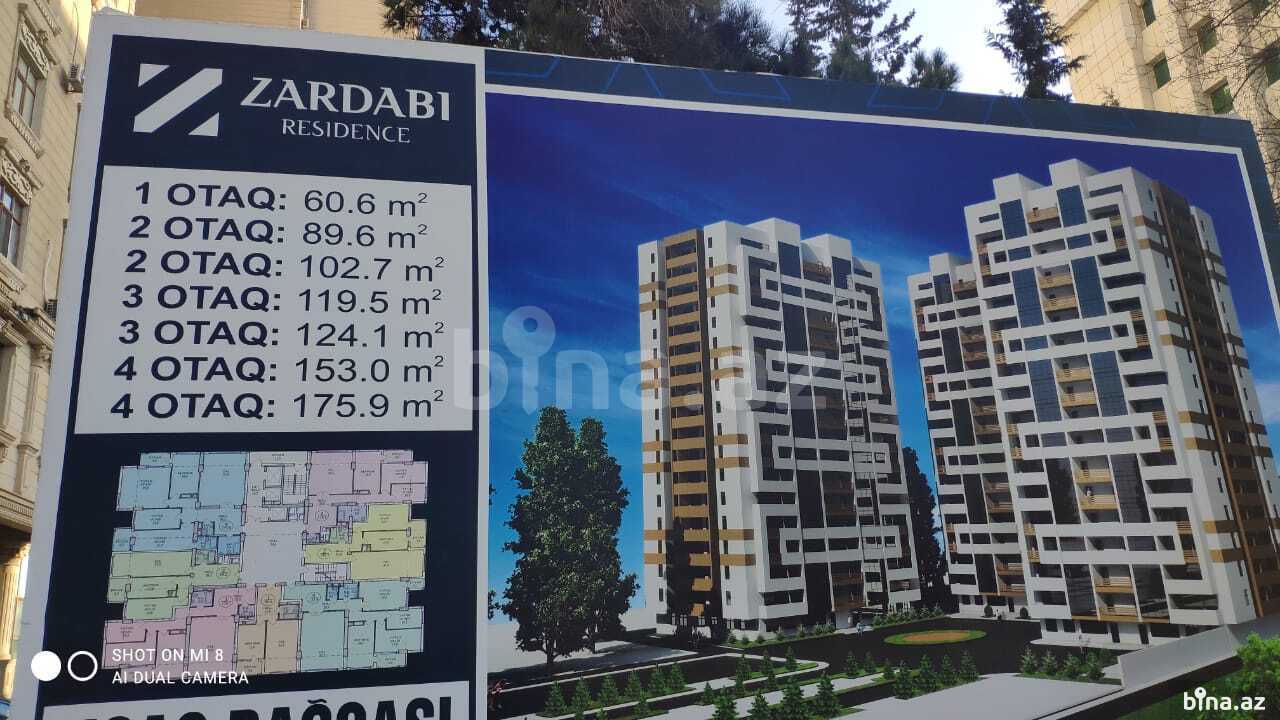 ZARDABI
RESIDENCE
1 OTAQ: 60.6 m²
2 OTAQ: 89.6 m²
2 OTAQ: 102.7 m²
3 OTAQ: 119.5 m²
3 OTAQ: 124.1 m²
4 OTAQ: 153.0 m²
4 OTAQ: 175.9 m²
bina.az
SHOT ON MI 8
AI DUAL CAMERA
bina.az